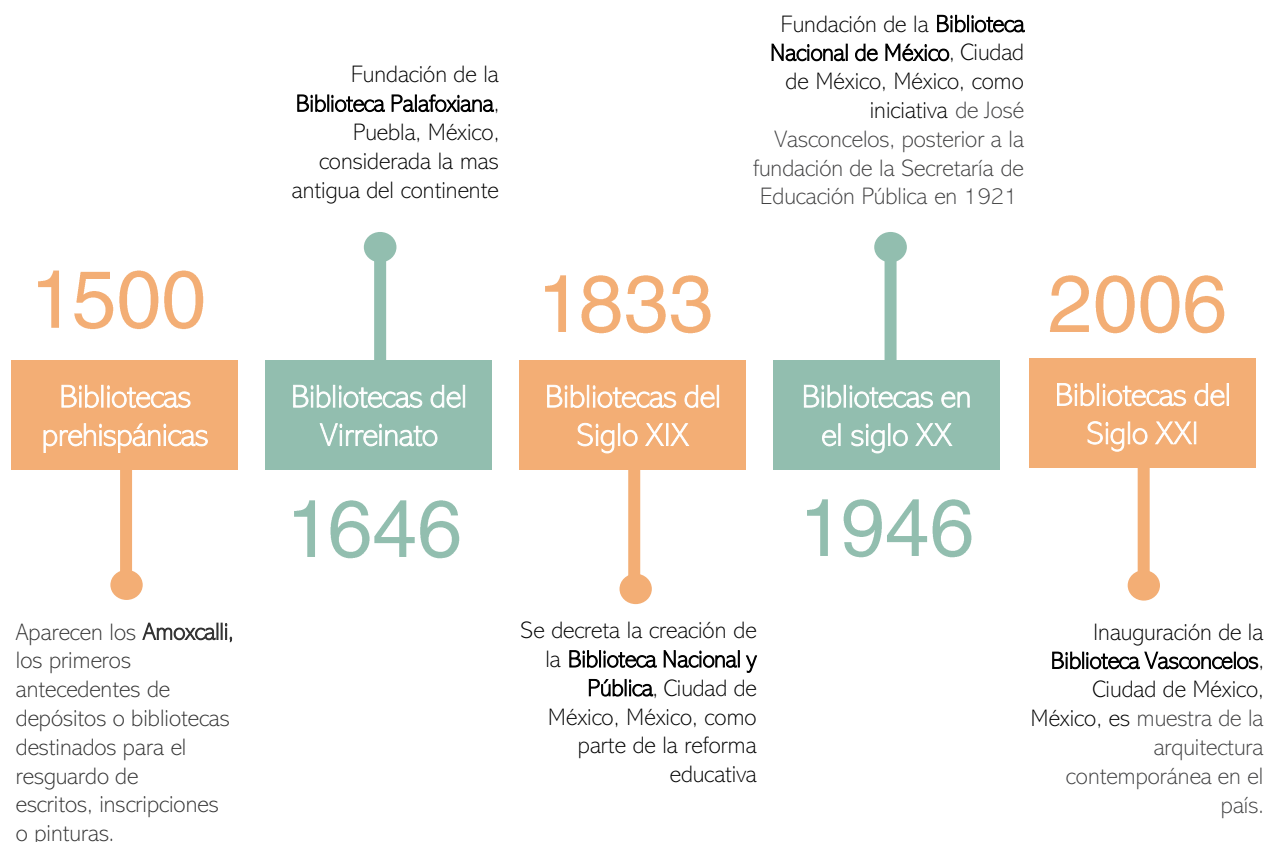 1500
Bibliotecas
prehispánicas
Aparecen los Amoxcalli,
los primeros
antecedentes de
depósitos o bibliotecas
destinados para el
resguardo de
escritos, inscripciones
o pinturas.
Fundación de la
Biblioteca Palafoxiana,
Puebla, México,
considerada la mas
antigua del continente
Bibliotecas del
Virreinato
1646
1833
Bibliotecas del
Siglo XIX
Se decreta la creación de
la Biblioteca Nacional y
Pública, Ciudad de
México, México, como
parte de la reforma
educativa
Fundación de la Biblioteca
Nacional de México, Ciudad
de México, México, como
iniciativa de José
Vasconcelos, posterior a la
fundación de la Secretaría de
Educación Pública en 1921
Bibliotecas en
el siglo XX
1946
2006
Bibliotecas del
Siglo XXI
Inauguración de la
Biblioteca Vasconcelos,
Ciudad de México,
México, es muestra de la
arquitectura
contemporánea en el
país.